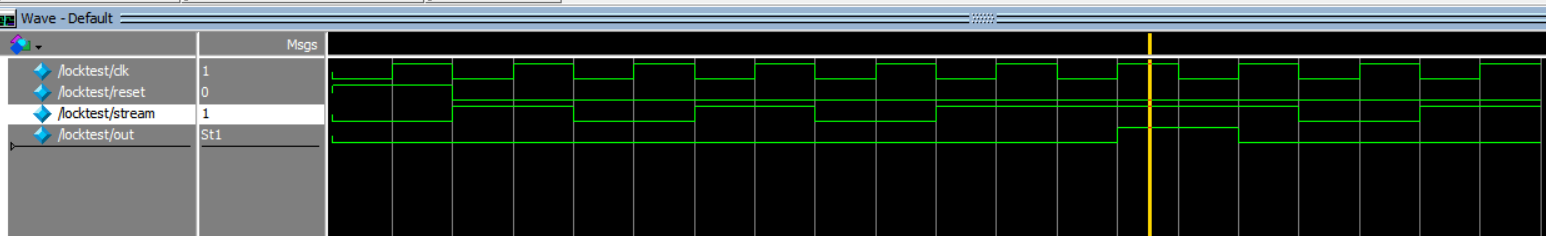 Wave - Default
Msgs
/locktest/clk 1
/locktest/reset 0
/locktest/stream 1
/locktest/out St1